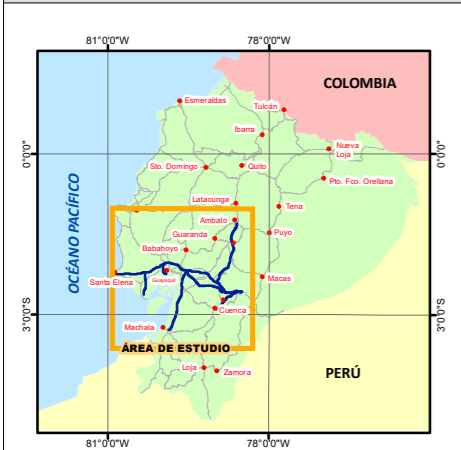 81°0'0"W 78°0'0"W
COLOMBIA
Esmeraldas
Tulcán
Ibarra
Nueva
Loja
0°0'0" 0°0'0"
Sto. Domingo
Quito
Pto. Fco. Orellana
OCÉANO PACÍFICO
Latacunga
Tena
Ambato
Guaranda
Puyo
Babahoyo
Guayaquil
Macas
Santa Elena
Cuenca
3°0'0"S 3°0'0"S
Machala
ÁREA DE ESTUDIO
Loja
Zamora
PERÚ
81°0'0"W 78°0'0"W